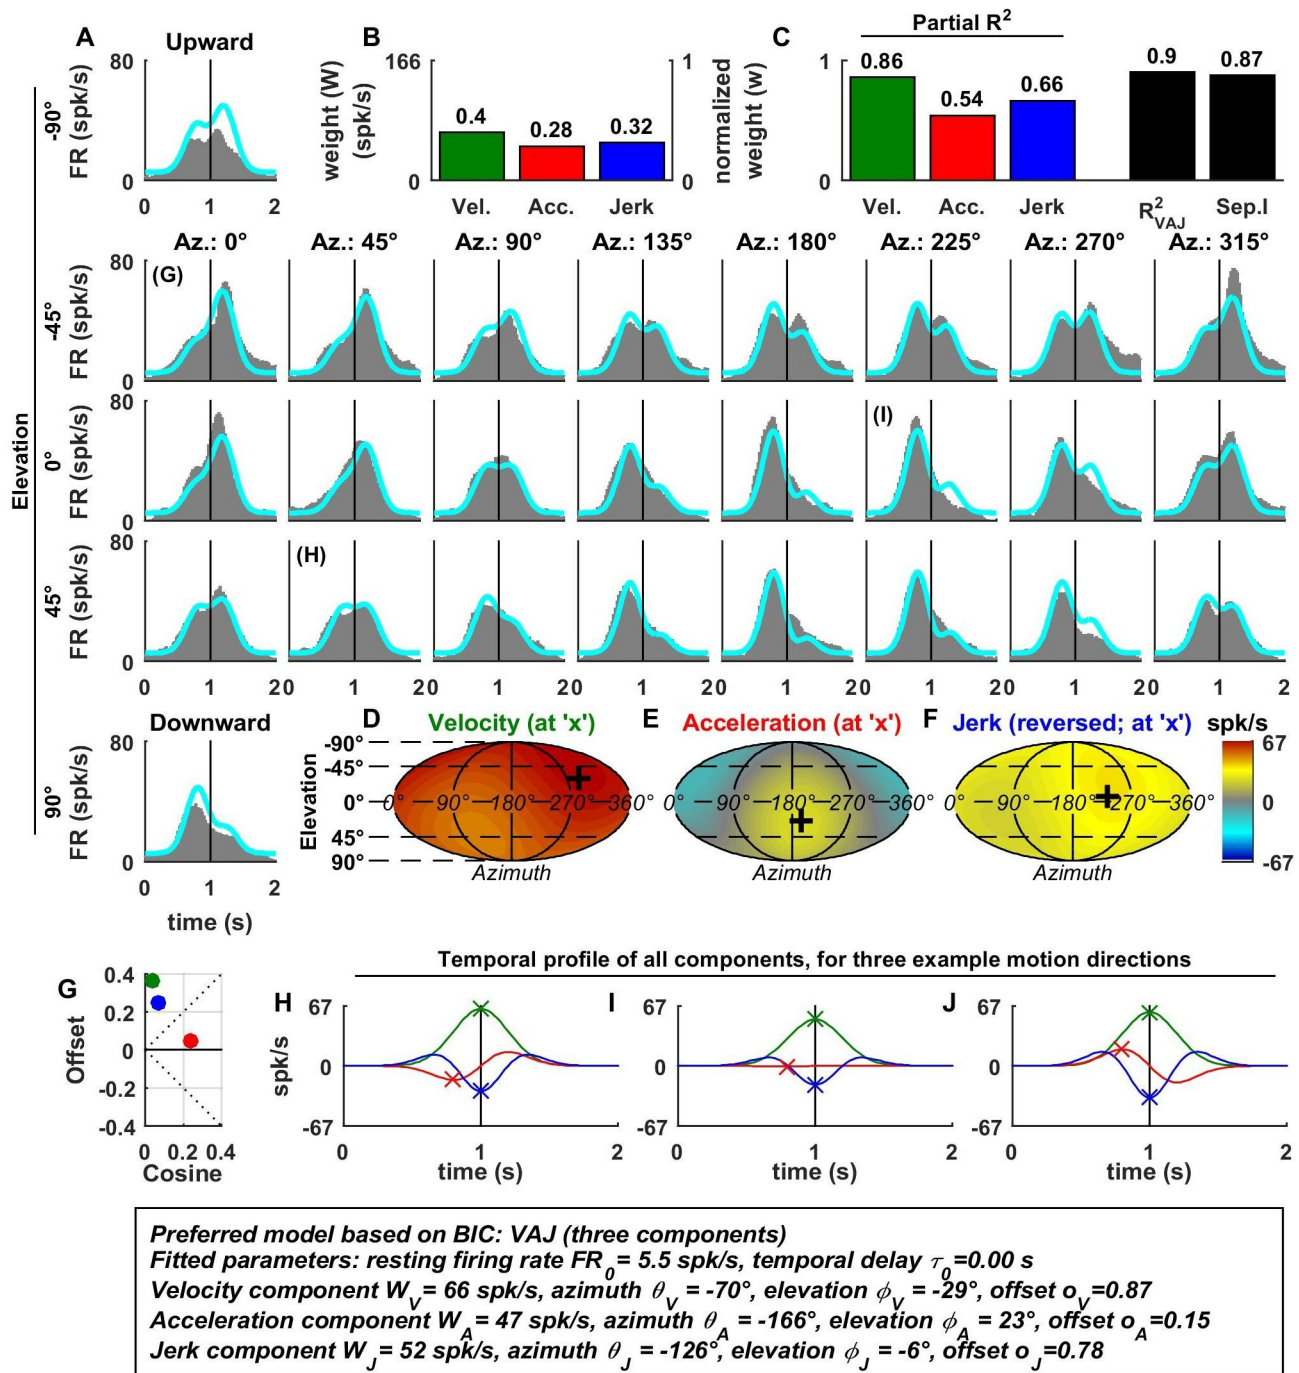 A
Upward
B
C
Partial R²
80
0
FR (spk/s)
-90°
0 1 2
weight (W)
(spk/s)
166
0
0.4 0.28 0.32
1
0
Vel. Acc. Jerk
normalized
weight (w)
1
0
0.86 0.54 0.66 0.9 0.87
Vel. Acc. Jerk R²VAJ Sep.I
Az.: 0° Az.: 45° Az.: 90° Az.: 135° Az.: 180° Az.: 225° Az.: 270° Az.: 315°
Elevation
-45°
FR (spk/s)
80
0
(G)
0°
FR (spk/s)
80
0
(I)
45°
FR (spk/s)
80
0
(H)
0 1 20 1 20 1 20 1 20 1 20 1 20 1 20 1 2
Downward
90°
FR (spk/s)
80
0
0 1 2
time (s)
D Velocity (at 'x')
E Acceleration (at 'x')
F Jerk (reversed; at 'x')
spk/s
67
0
-67
Elevation
-90°
-45°
0°
45°
90°
0° 90° 180° 270° 360°
0° 90° 180° 270° 360°
0° 90° 180° 270° 360°
Azimuth Azimuth Azimuth
G
Offset
0.4
0.2
0
-0.2
-0.4
0 0.2 0.4
Cosine
Temporal profile of all components, for three example motion directions
H
spk/s
67
0
-67
0 1 2
time (s)
I
67
0
-67
0 1 2
time (s)
J
67
0
-67
0 1 2
time (s)
Preferred model based on BIC: VAJ (three components)
Fitted parameters: resting firing rate FR₀= 5.5 spk/s, temporal delay τ₀=0.00 s
Velocity component W_V= 66 spk/s, azimuth θ_V = -70°, elevation ϕ_V = -29°, offset o_V=0.87
Acceleration component W_A= 47 spk/s, azimuth θ_A = -166°, elevation ϕ_A = 23°, offset o_A=0.15
Jerk component W_J= 52 spk/s, azimuth θ_J = -126°, elevation ϕ_J = -6°, offset o_J=0.78